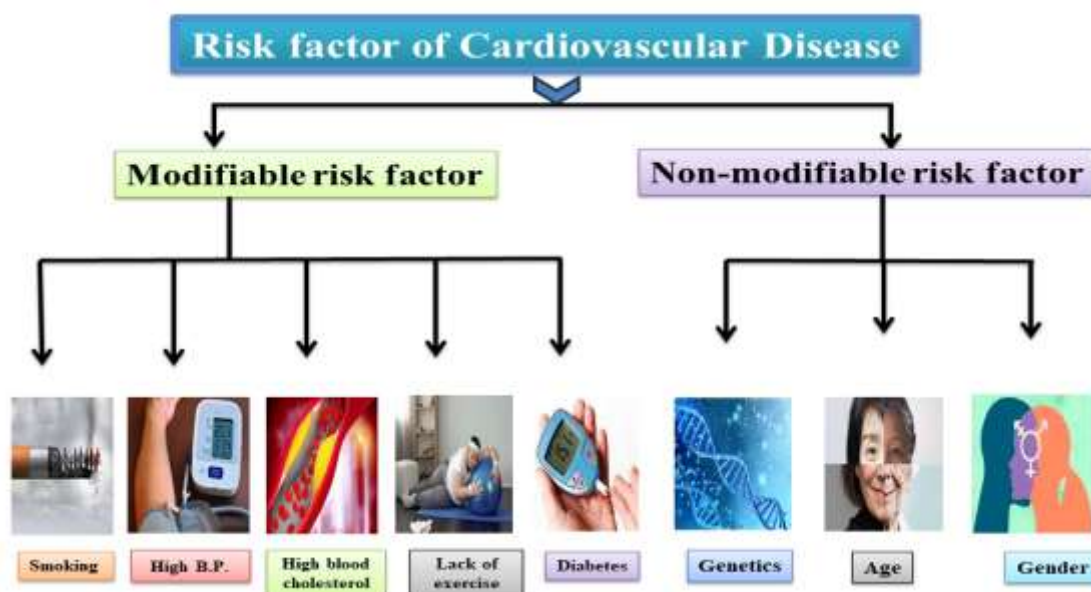 Risk factor of Cardiovascular Disease
Modifiable risk factor
Non-modifiable risk factor
Smoking
High B.P.
High blood
cholesterol
Lack of
exercise
Diabetes
Genetics
Age
Gender